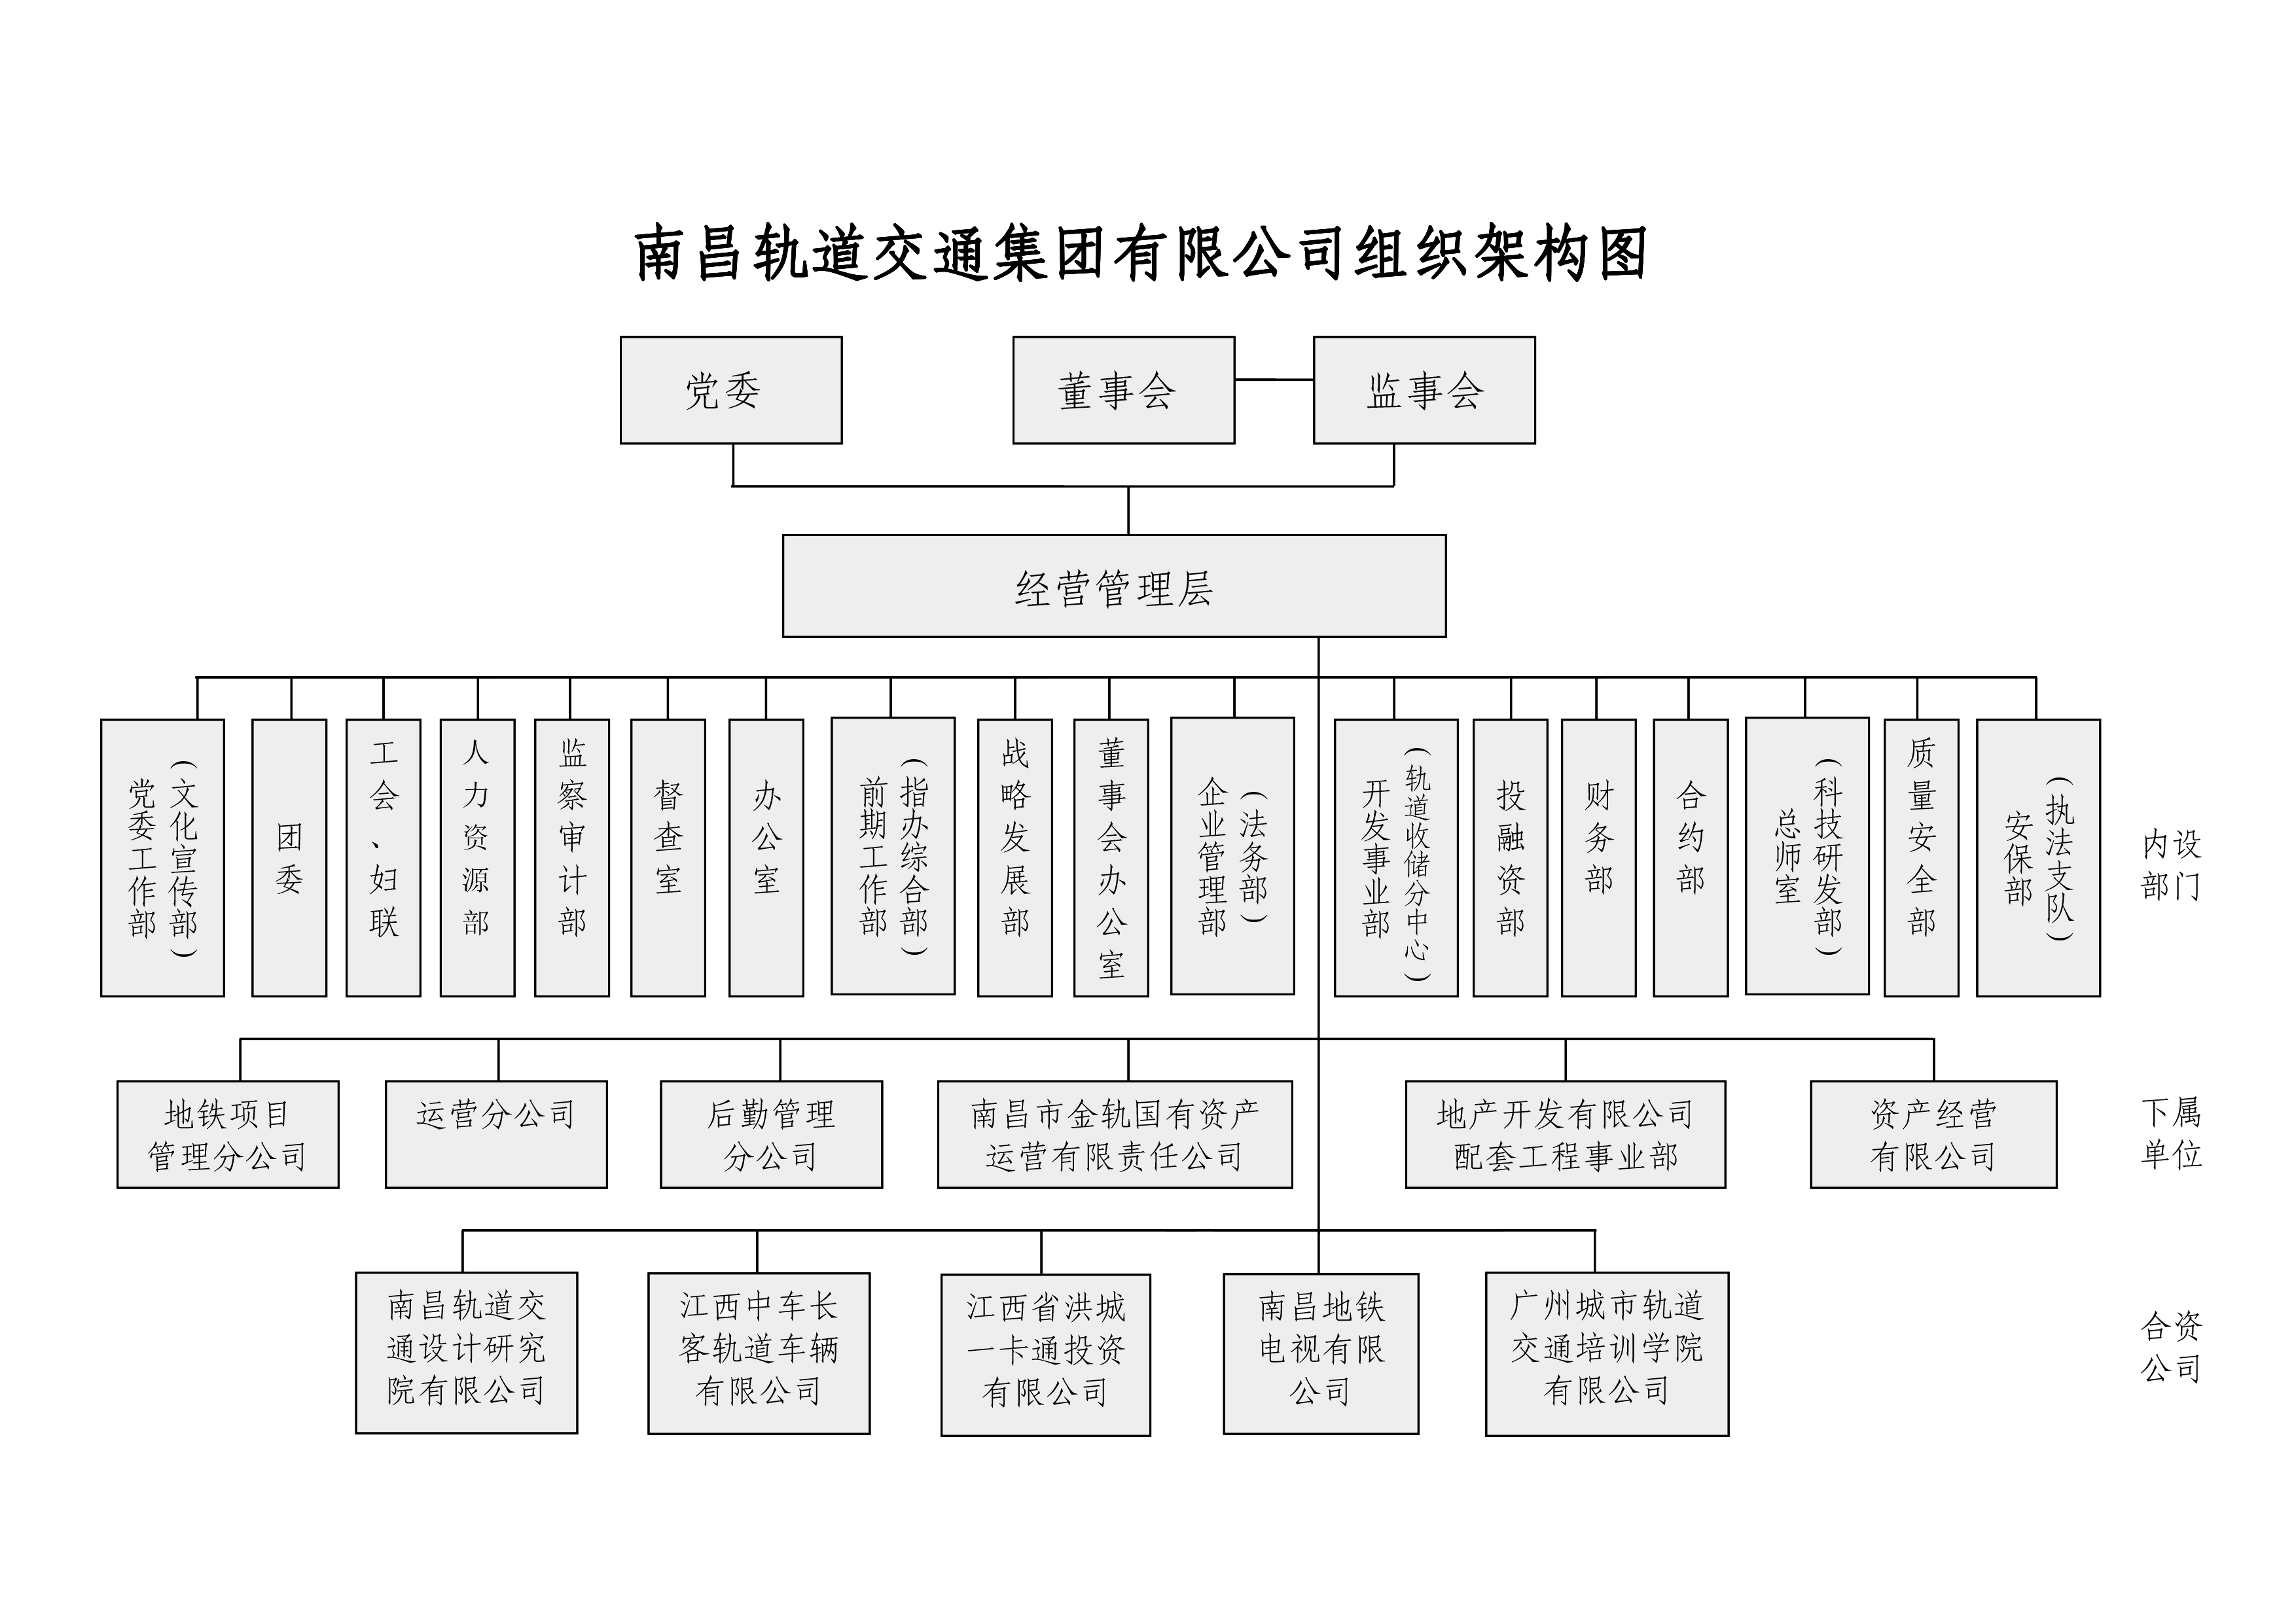 南昌轨道交通集团有限公司组织架构图
党委
董事会
监事会
经营管理层
党委工作部
(文化宣传部)
团委
工会、妇联
人力资源部
监察审计部
督查室
办公室
前期工作部
(指办综合部)
战略发展部
董事会办公室
企业管理部
(法务部)
开发事业部
(轨道收储分中心)
投融资部
财务部
合约部
总师室
(科技研发部)
质量安全部
安保部
(执法支队)
内设
部门
地铁项目
管理分公司
运营分公司
后勤管理
分公司
南昌市金轨国有资产
运营有限责任公司
地产开发有限公司
配套工程事业部
资产经营
有限公司
下属
单位
南昌轨道交
通设计研究
院有限公司
江西中车长
客轨道车辆
有限公司
江西省洪城
一卡通投资
有限公司
南昌地铁
电视有限
公司
广州城市轨道
交通培训学院
有限公司
合资
公司